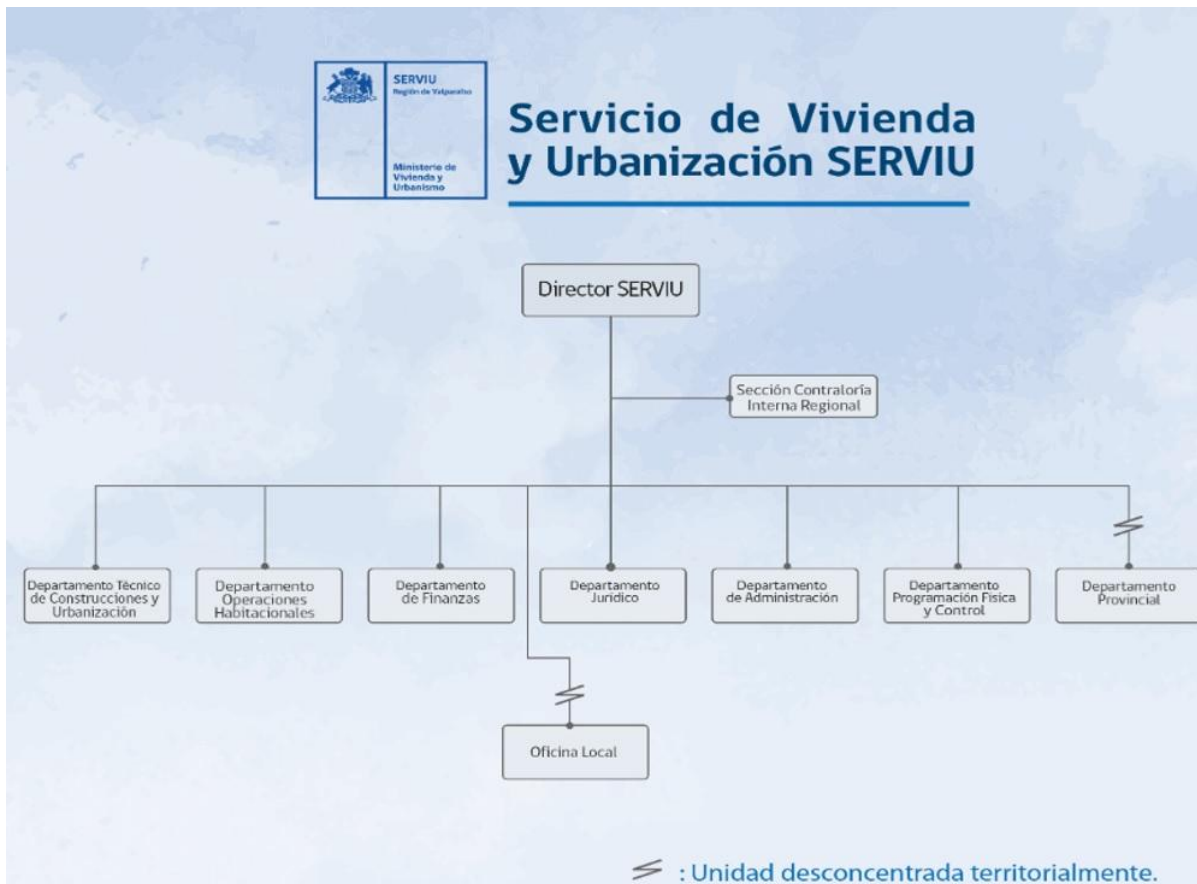 SERVIU
Región de Valparaíso
Ministerio de
Vivienda y
Urbanismo
Servicio de Vivienda
y Urbanización SERVIU
Director SERVIU
Sección Contraloría
Interna Regional
Departamento Técnico
de Construcciones y
Urbanización
Departamento
Operaciones
Habitacionales
Departamento
de Finanzas
Departamento
Jurídico
Departamento
de Administración
Departamento
Programación Física
y Control
Departamento
Provincial
Oficina Local
: Unidad desconcentrada territorialmente.